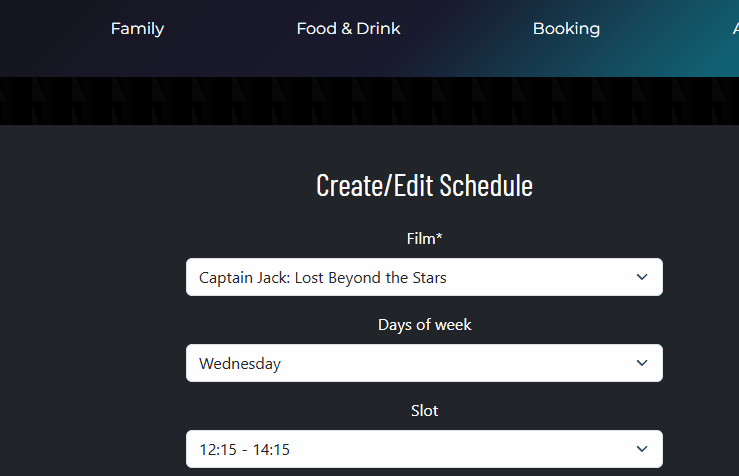 Family Food & Drink Booking
Create/Edit Schedule
Film*
Captain Jack: Lost Beyond the Stars
Days of week
Wednesday
Slot
12:15 - 14:15